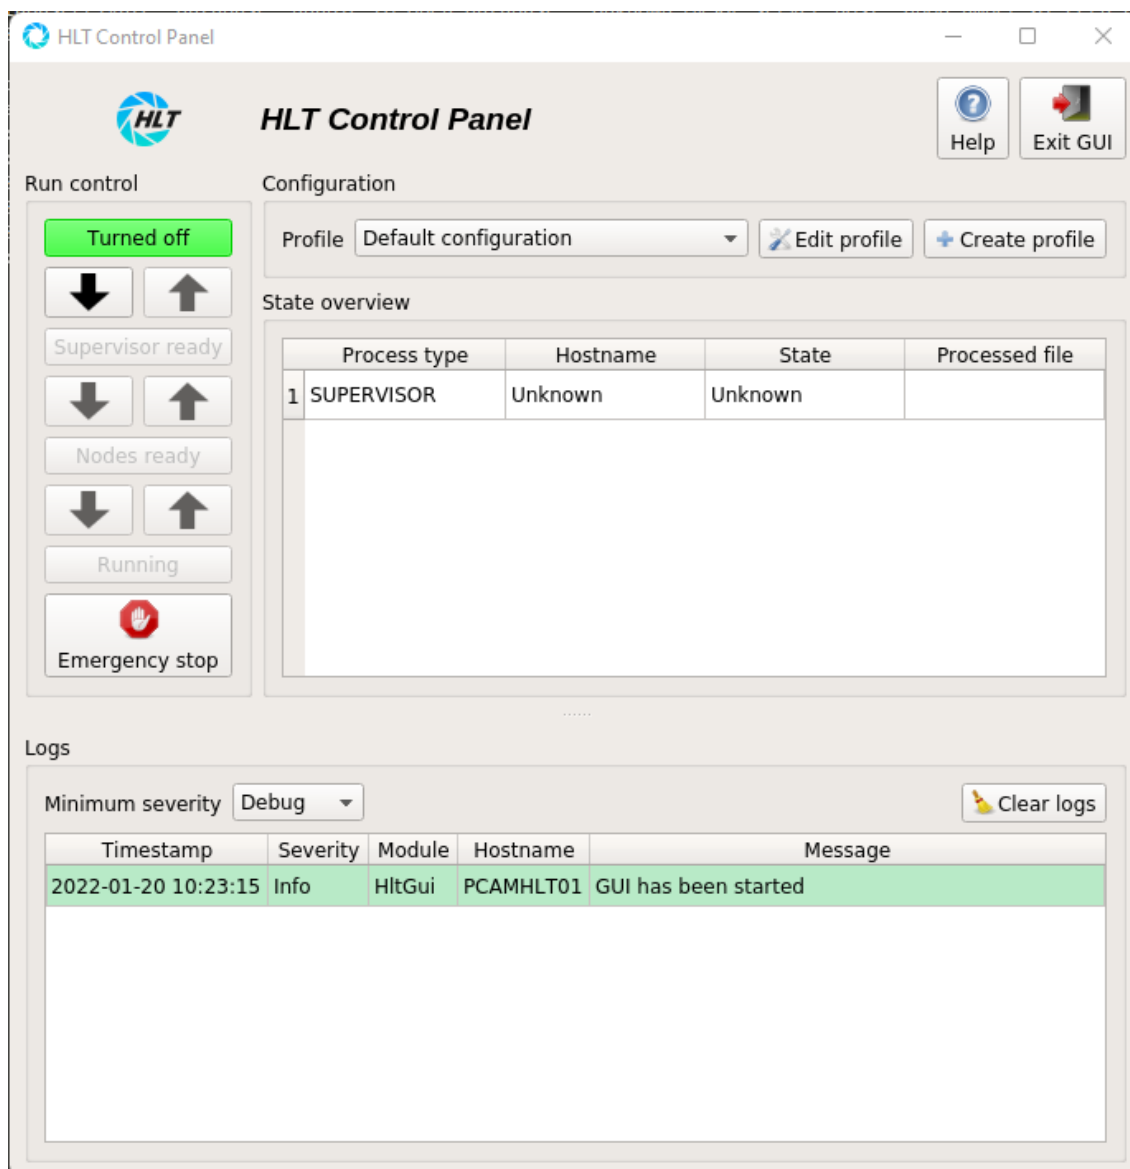 HLT Control Panel
HLT
HLT Control Panel
Help
Exit GUI
Run control
Turned off
Supervisor ready
Nodes ready
Running
Emergency stop
Configuration
Profile Default configuration Edit profile Create profile
State overview
Process type Hostname State Processed file
1 SUPERVISOR Unknown Unknown
Logs
Minimum severity Debug Clear logs
Timestamp Severity Module Hostname Message
2022-01-20 10:23:15 Info HltGui PCAMHLT01 GUI has been started